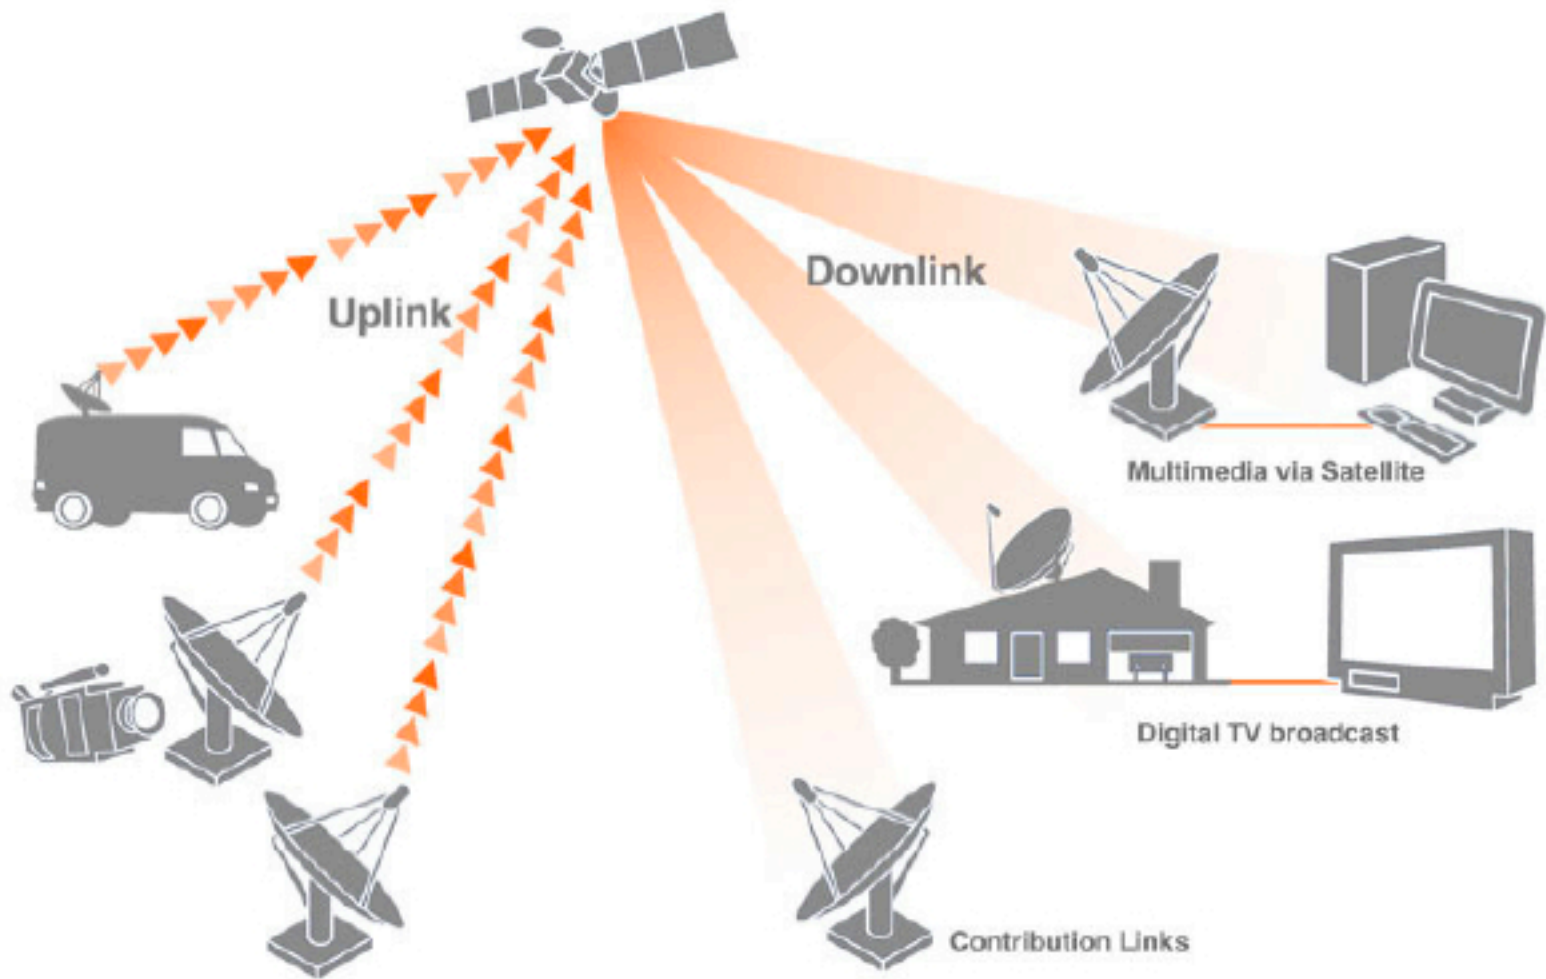 Uplink
Downlink
Multimedia via Satellite
Digital TV broadcast
Contribution Links